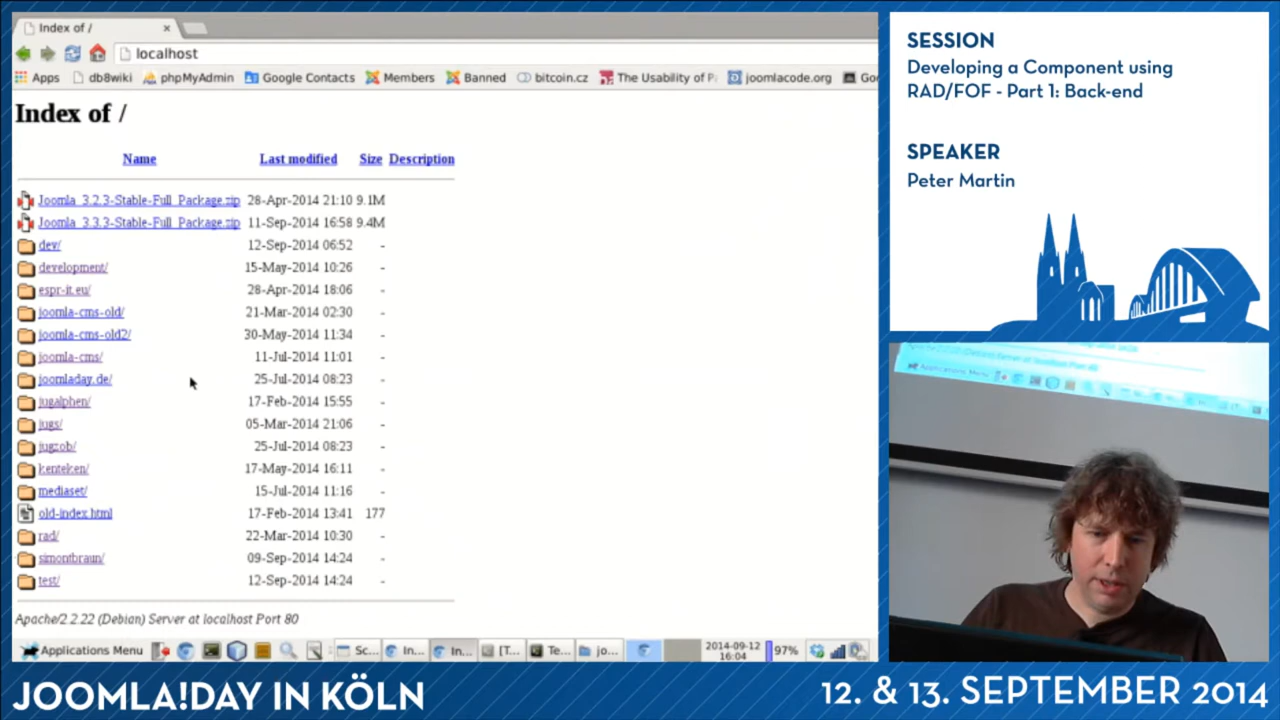 Index of /
localhost
Apps db8wiki phpMyAdmin Google Contacts Members Banned bitcoin.cz The Usability of joomlacode.org
Index of /
Name Last modified Size Description
Joomla_3.2.3-Stable-Full_Package.zip 28-Apr-2014 21:10 9.1M
Joomla_3.3.3-Stable-Full_Package.zip 11-Sep-2014 16:58 9.4M
dev/ 12-Sep-2014 06:52 -
development/ 15-May-2014 10:26 -
espr-it.eu/ 28-Apr-2014 18:06 -
joomla-cms-old/ 21-Mar-2014 02:30 -
joomla-cms-old2/ 30-May-2014 11:34 -
joomla-cms/ 11-Jul-2014 11:01 -
joomladay.de/ 25-Jul-2014 08:23 -
jugalphen/ 17-Feb-2014 15:55 -
jugs/ 05-Mar-2014 21:06 -
jugzob/ 25-Jul-2014 08:23 -
kenteken/ 17-May-2014 16:11 -
mediaset/ 15-Jul-2014 11:16 -
old-index.html 17-Feb-2014 13:41 177
rad/ 22-Mar-2014 10:30 -
simontbraun/ 09-Sep-2014 14:24 -
test/ 12-Sep-2014 14:24 -
Apache/2.2.22 (Debian) Server at localhost Port 80
Applications Menu Sc... In... In... [T... Te... jo... 2014-09-12 97%
16:04
SESSION
Developing a Component using
RAD/FOF - Part 1: Back-end
SPEAKER
Peter Martin
Applications Menu
JOOMLA!DAY IN KÖLN
12. & 13. SEPTEMBER 2014